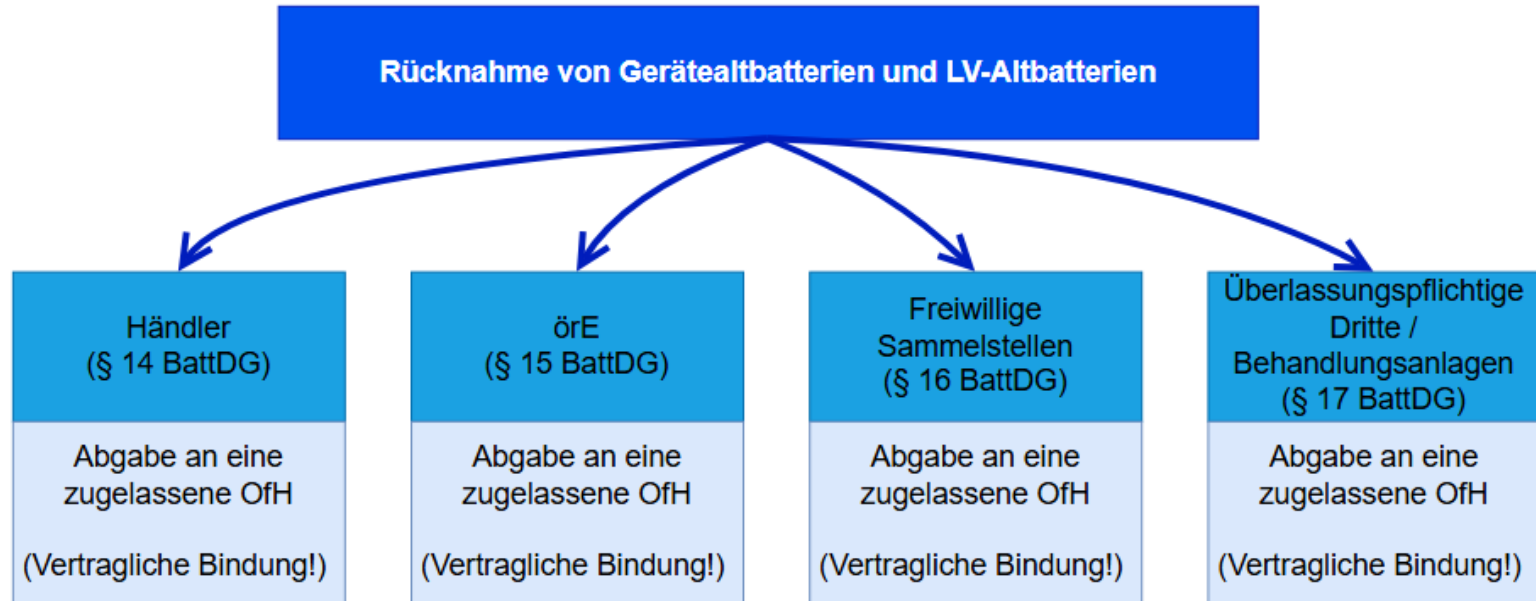 Rücknahme von Gerätealtbatterien und LV-Altbatterien
Händler
(§ 14 BattDG)
Abgabe an eine
zugelassene OfH
(Vertragliche Bindung!)
örE
(§ 15 BattDG)
Abgabe an eine
zugelassene OfH
(Vertragliche Bindung!)
Freiwillige
Sammelstellen
(§ 16 BattDG)
Abgabe an eine
zugelassene OfH
(Vertragliche Bindung!)
Überlassungspflichtige
Dritte /
Behandlungsanlagen
(§ 17 BattDG)
Abgabe an eine
zugelassene OfH
(Vertragliche Bindung!)